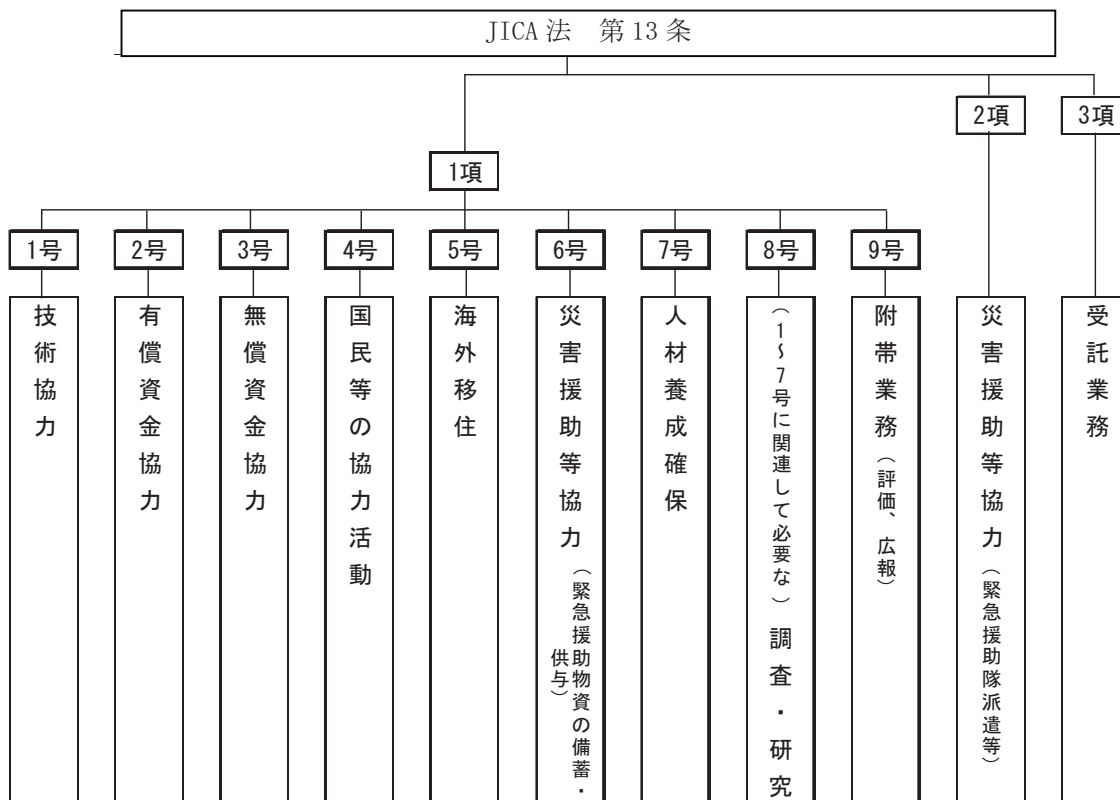 JICA法 第13条
1項
2項
3項
1号
2号
3号
4号
5号
6号
7号
8号
9号
技術協力
有償資金協力
無償資金協力
国民等の協力活動
海外移住
災害援助等協力（緊急援助物資の備蓄・
供与）
人材養成確保
（1～7号に関連して必要な）調査・研究
附帯業務（評価、広報）
災害援助等協力（緊急援助隊派遣等）
受託業務